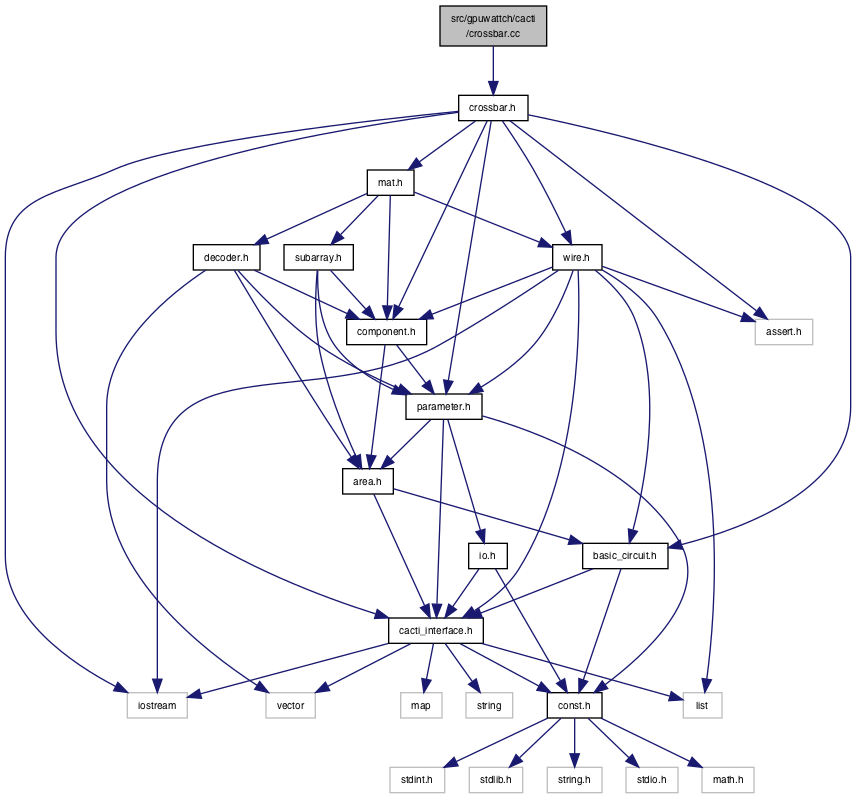 src/gpuwattch/cacti
/crossbar.cc
crossbar.h
mat.h
decoder.h
subarray.h
wire.h
component.h
assert.h
parameter.h
area.h
io.h
basic_circuit.h
cacti_interface.h
iostream
vector
map
string
const.h
list
stdint.h
stdlib.h
string.h
stdio.h
math.h